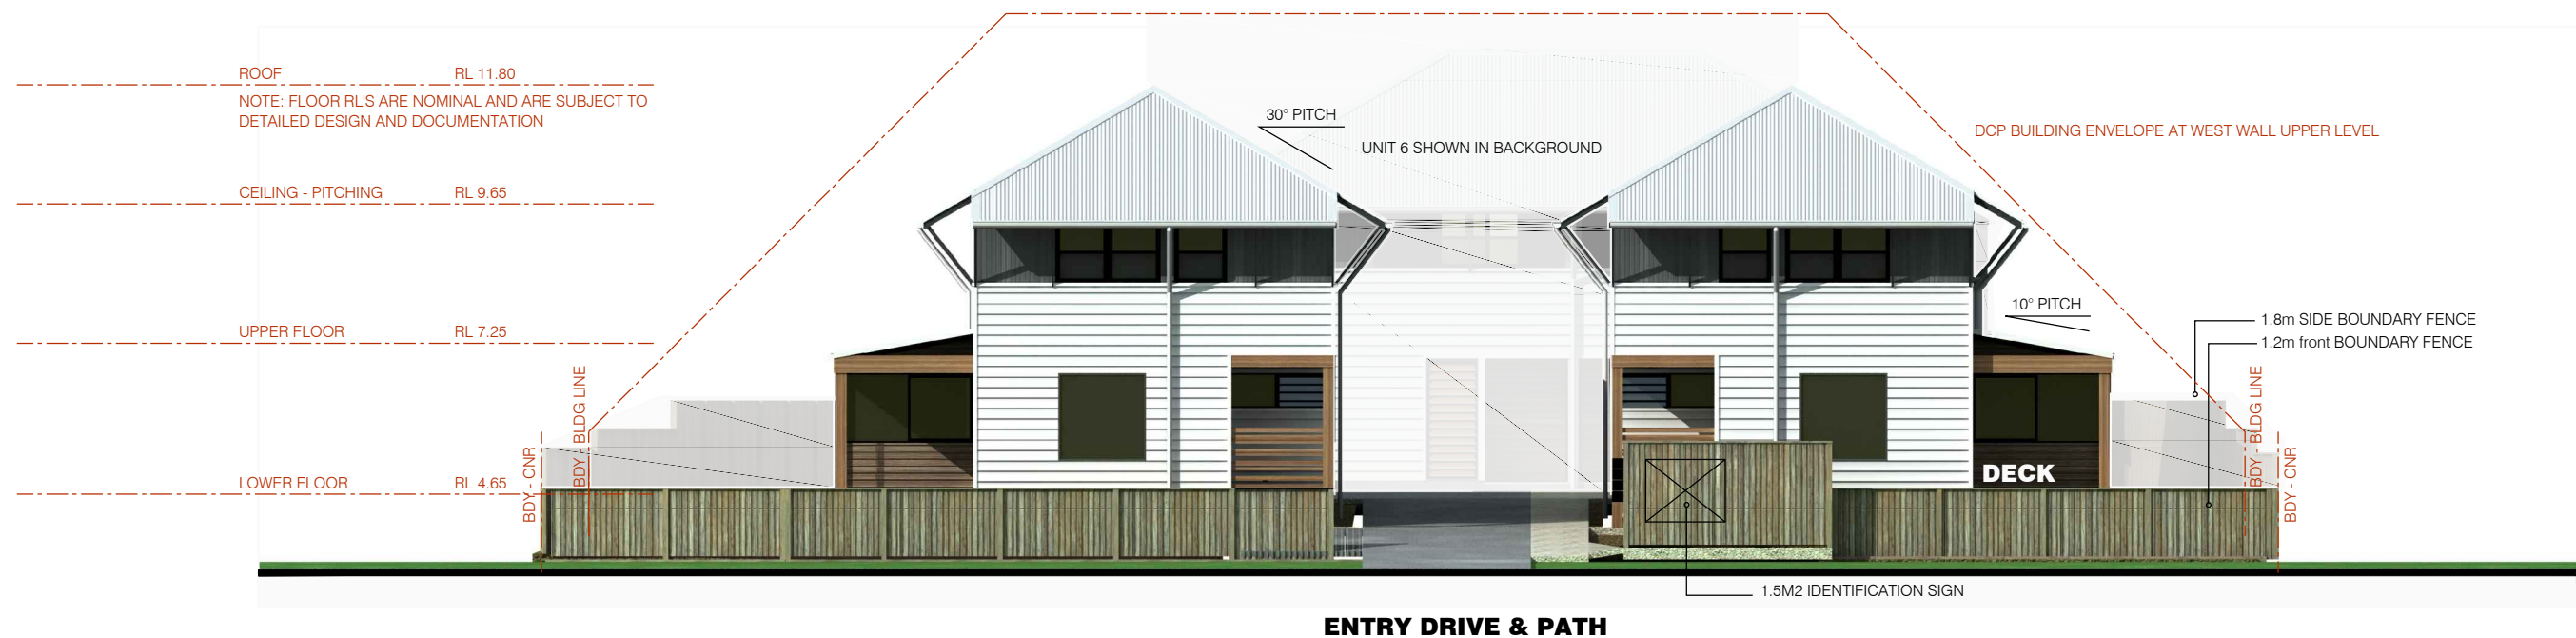 ROOF RL 11.80
NOTE: FLOOR RL'S ARE NOMINAL AND ARE SUBJECT TO
DETAILED DESIGN AND DOCUMENTATION
30° PITCH
UNIT 6 SHOWN IN BACKGROUND
DCP BUILDING ENVELOPE AT WEST WALL UPPER LEVEL
CEILING - PITCHING RL 9.65
10° PITCH
UPPER FLOOR RL 7.25
1.8m SIDE BOUNDARY FENCE
1.2m front BOUNDARY FENCE
BDY - CNR
BDY - BLDG LINE
BDY - BLDG LINE
BDY - CNR
LOWER FLOOR RL 4.65
DECK
1.5M2 IDENTIFICATION SIGN
ENTRY DRIVE & PATH